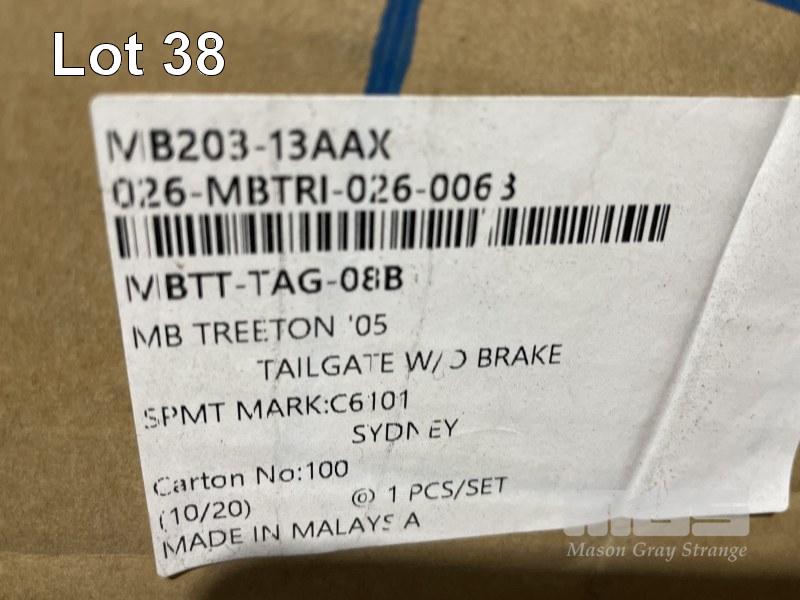 Lot 38
MB203-13AAX
026-MBTRI-026-0063
MBTT-TAG-08B
MB TREETON '05
TAILGATE W/O BRAKE
SPMT MARK:C6101
SYDNEY
Carton No:100
(10/20) @ 1 PCS/SET
MADE IN MALAYSIA
MGS
Mason Gray Strange